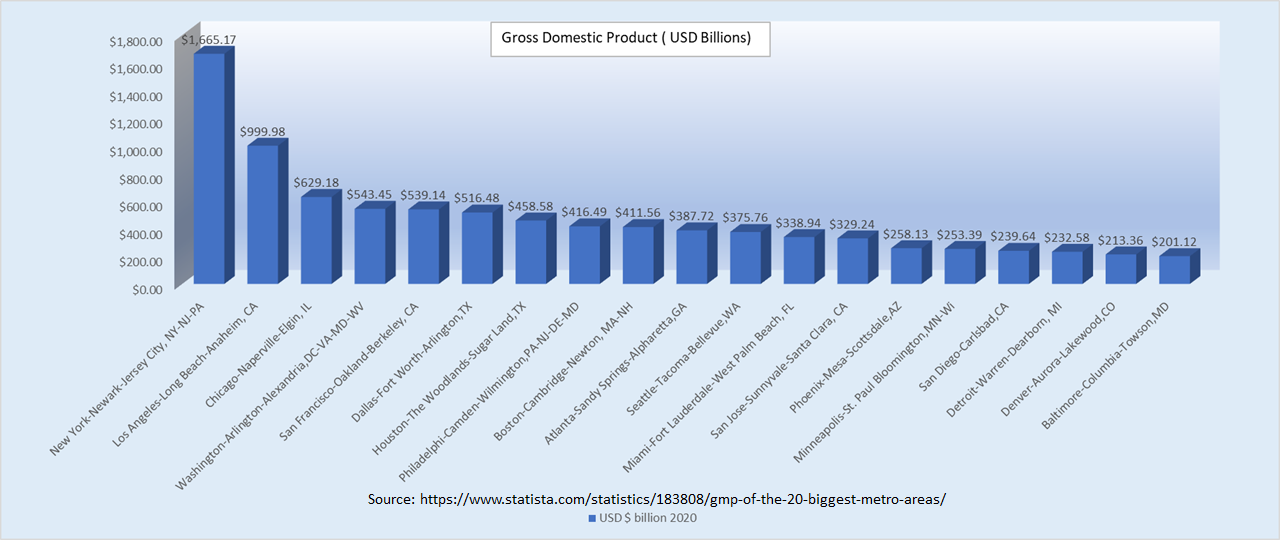 Gross Domestic Product ( USD Billions)
$1,800.00
$1,600.00
$1,400.00
$1,200.00
$1,000.00
$800.00
$600.00
$400.00
$200.00
$0.00
$1,665.17
$999.98
$629.18
$543.45
$539.14
$516.48
$458.58
$416.49
$411.56
$387.72
$375.76
$338.94
$329.24
$258.13
$253.39
$239.64
$232.58
$213.36
$201.12
New York-Newark-Jersey City, NY-NJ-PA
Los Angeles-Long Beach-Anaheim, CA
Chicago-Naperville-Elgin, IL
Washington-Arlington-Alexandria,DC-VA-MD-WV
San Francisco-Oakland-Berkeley, CA
Dallas-Fort Worth-Arlington,TX
Houston-The Woodlands-Sugar Land,TX
Philadelphi-Camden-Wilmington,PA-NJ-DE-MD
Boston-Cambridge-Newton, MA-NH
Atlanta-Sandy Springs-Alpharetta,GA
Seattle-Tacoma-Bellevue,WA
Miami-Fort Lauderdale-West Palm Beach, FL
San Jose-Sunnyvale-Santa Clara, CA
Phoenix-Mesa-Scottsdale,AZ
Minneapolis-St. Paul Bloomington,MN-Wi
San Diego-Carlsbad,CA
Detroit-Warren-Dearborn, MI
Denver-Aurora-Lakewood,CO
Baltimore-Columbia-Towson,MD
Source: https://www.statista.com/statistics/183808/gmp-of-the-20-biggest-metro-areas/
USD $ billion 2020